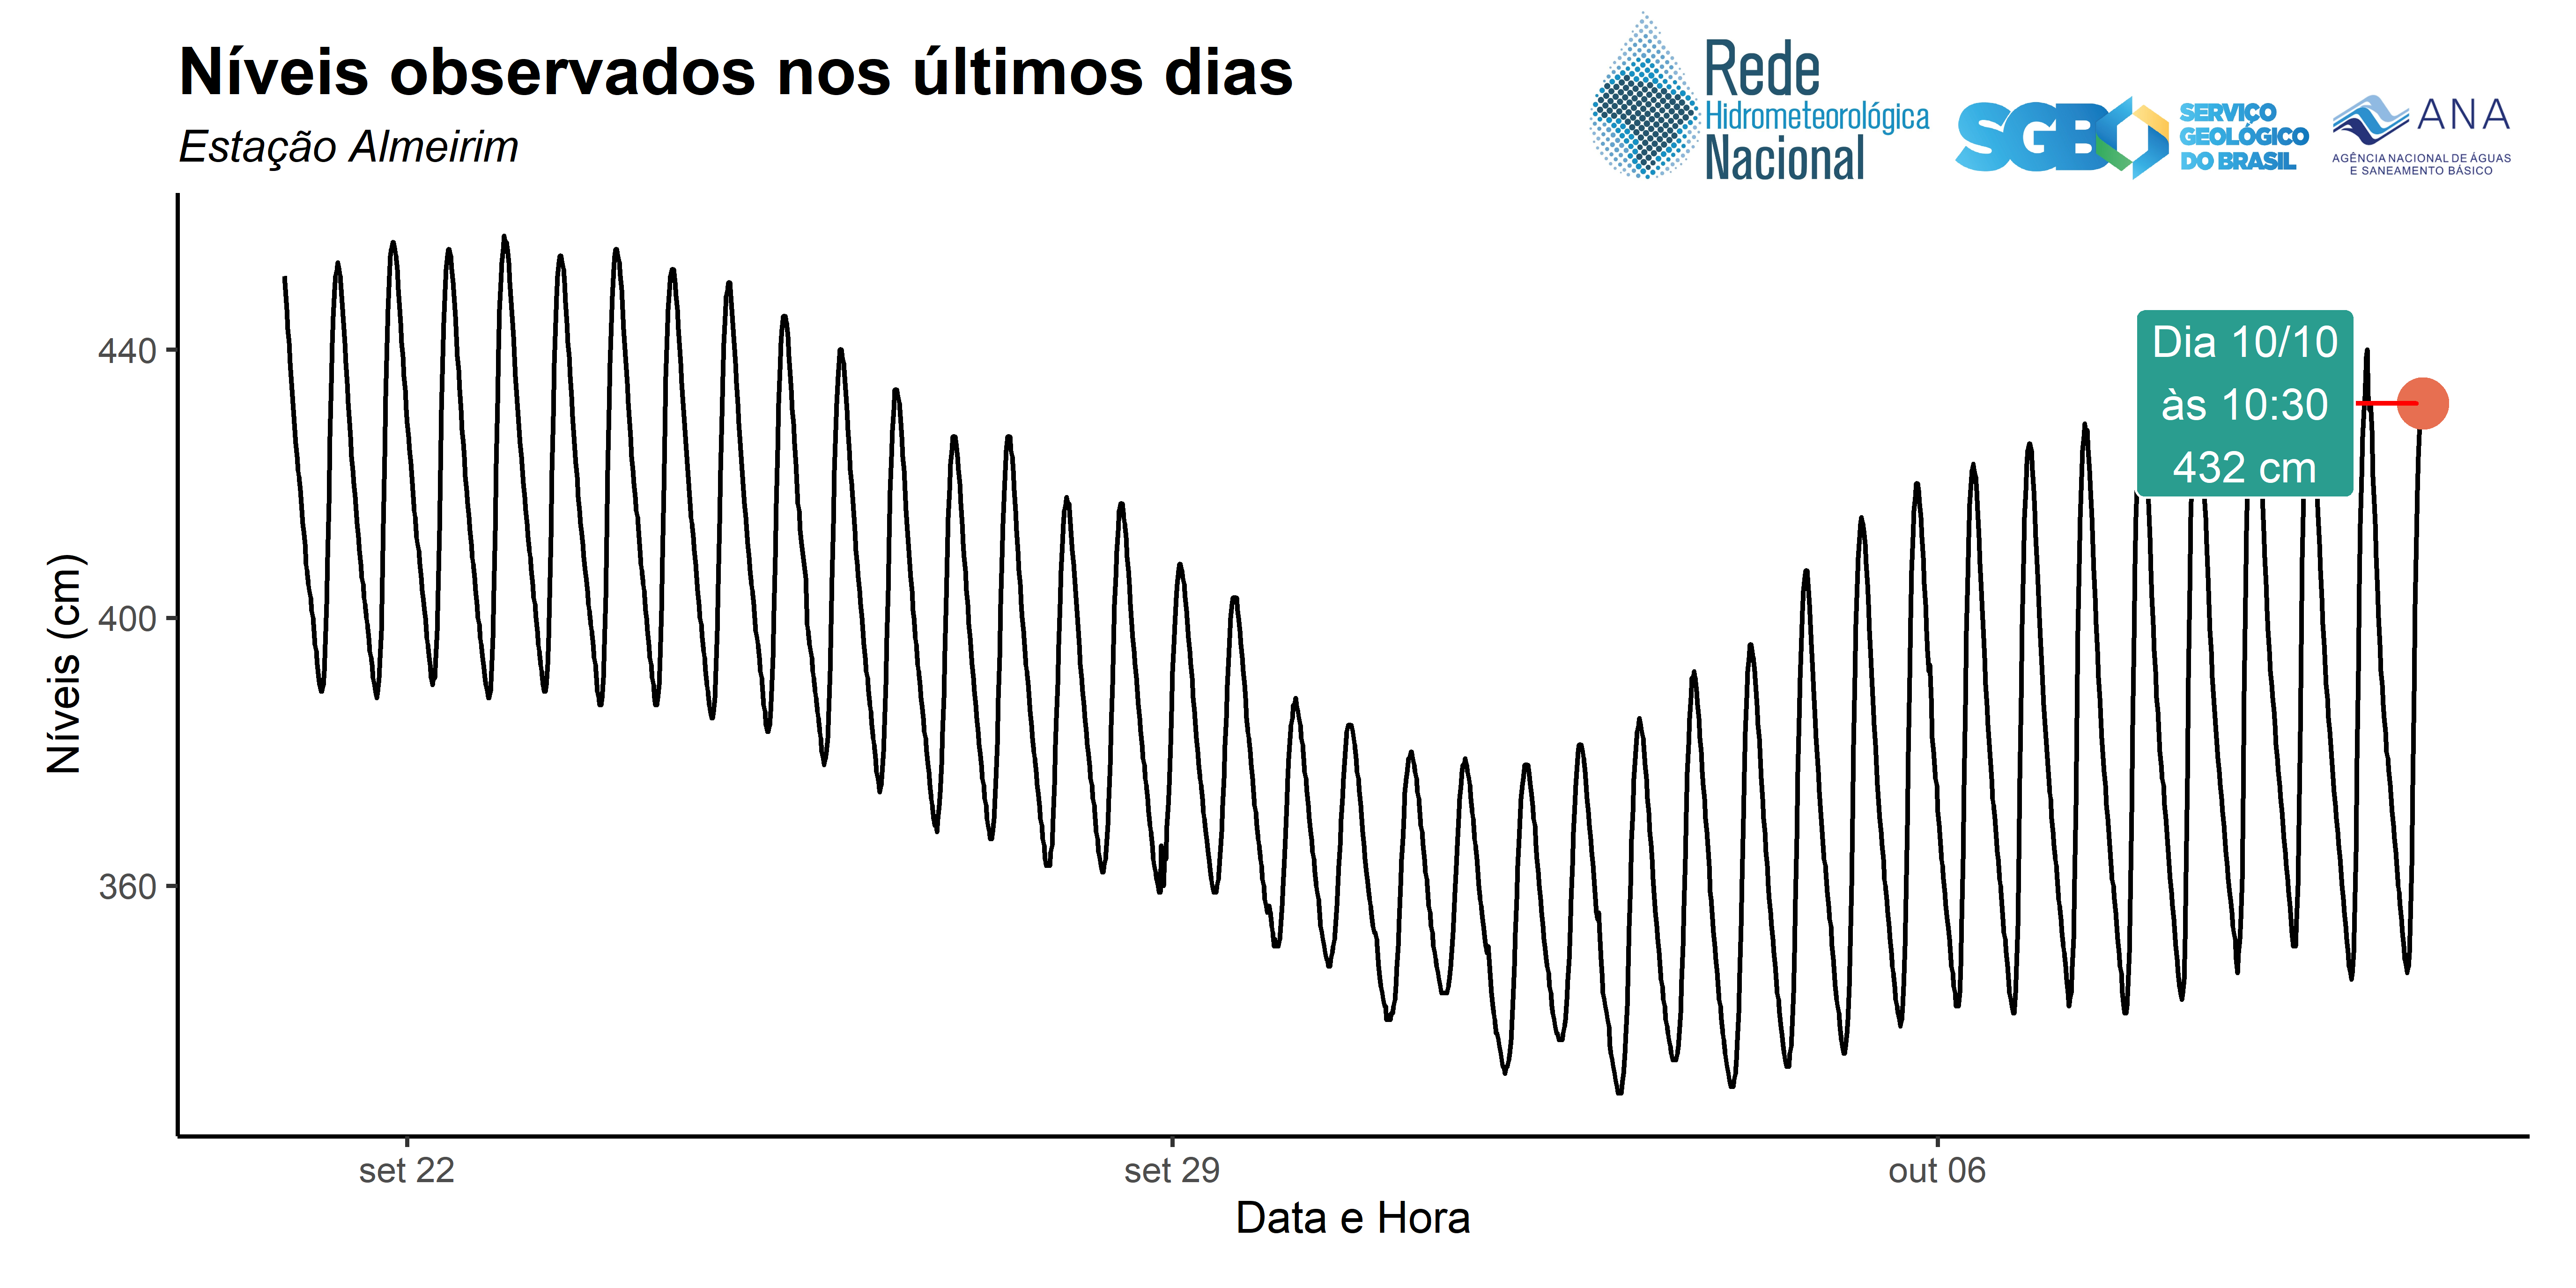 Níveis observados nos últimos dias
Estação Almeirim
Rede
Hidrometeorológica
Nacional
SGB
SERVIÇO
GEOLÓGICO
DO BRASIL
ANA
AGÊNCIA NACIONAL DE ÁGUAS
E SANEAMENTO BÁSICO
Níveis (cm)
440
400
360
Dia 10/10
às 10:30
432 cm
set 22
set 29
out 06
Data e Hora